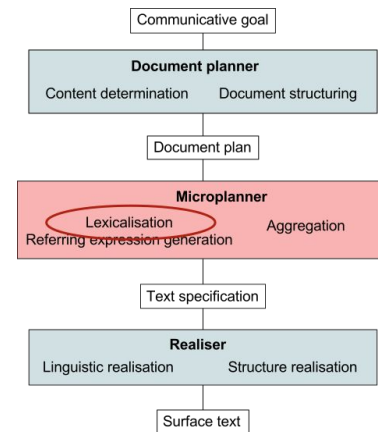 Communicative goal
Document planner
Content determination Document structuring
Document plan
Microplanner
Lexicalisation Aggregation
Referring expression generation
Text specification
Realiser
Linguistic realisation Structure realisation
Surface text